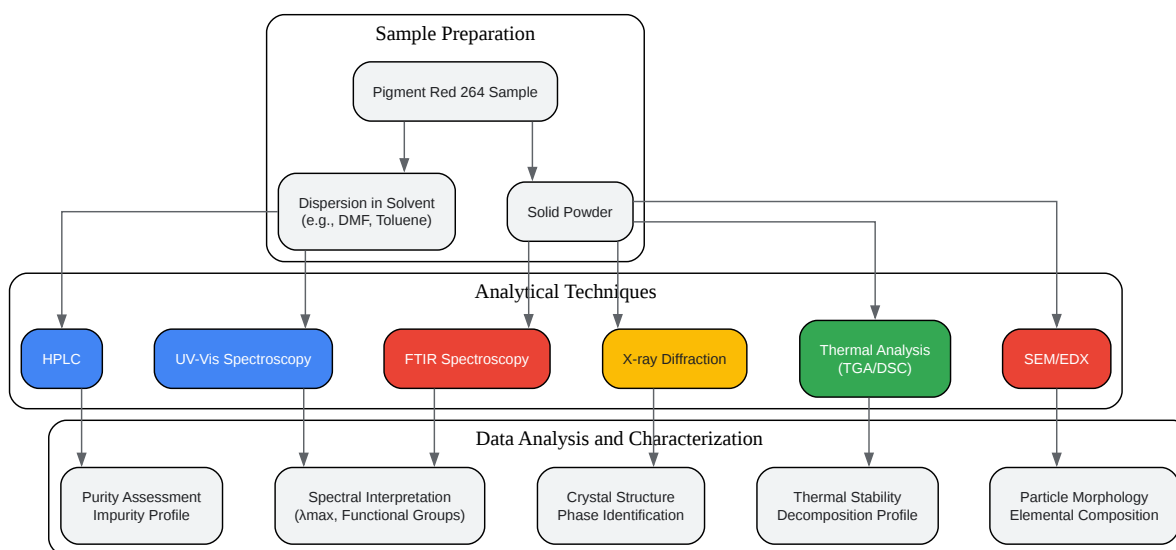 Sample Preparation
Pigment Red 264 Sample
Dispersion in Solvent
(e.g., DMF, Toluene)
Solid Powder
Analytical Techniques
HPLC
UV-Vis Spectroscopy
FTIR Spectroscopy
X-ray Diffraction
Thermal Analysis
(TGA/DSC)
SEM/EDX
Data Analysis and Characterization
Purity Assessment
Impurity Profile
Spectral Interpretation
(λmax, Functional Groups)
Crystal Structure
Phase Identification
Thermal Stability
Decomposition Profile
Particle Morphology
Elemental Composition